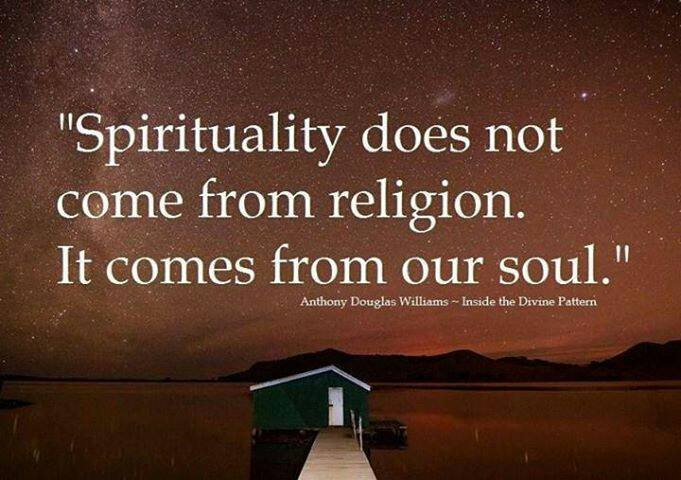 "Spirituality does not
come from religion.
It comes from our soul."
Anthony Douglas Williams ~ Inside the Divine Pattern